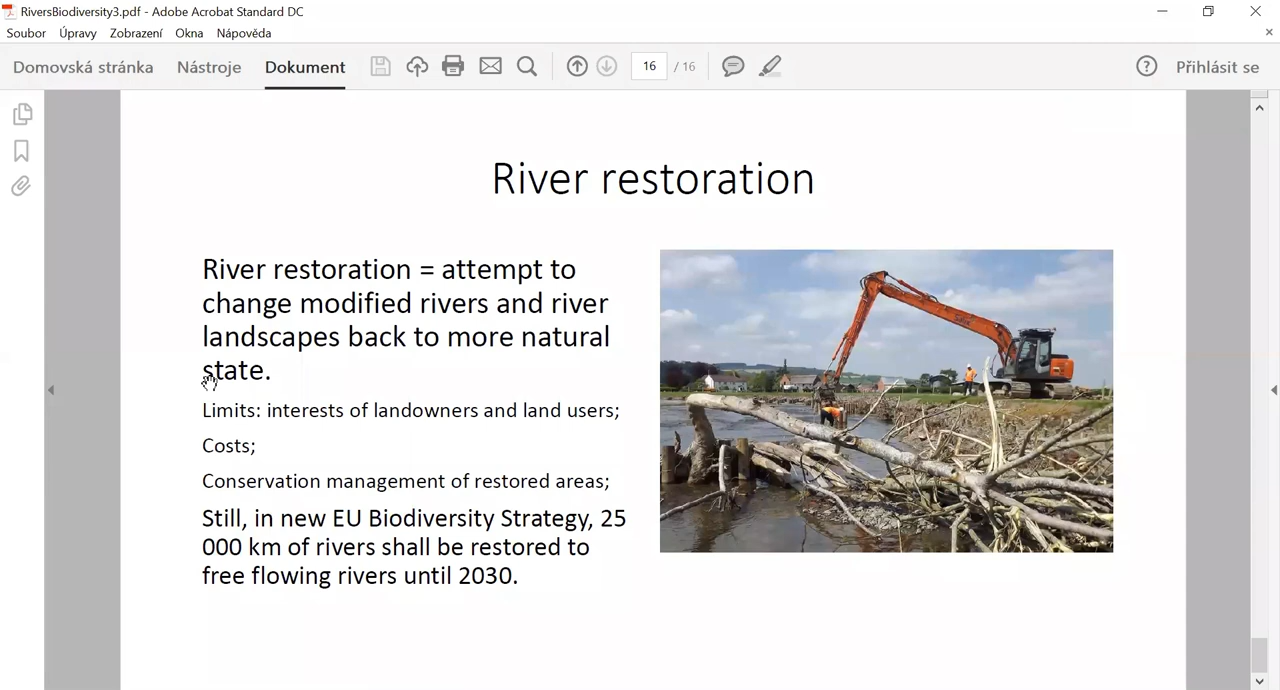 RiversBiodiversity3.pdf - Adobe Acrobat Standard DC
Soubor Úpravy Zobrazení Okna Nápověda
Domovská stránka Nástroje Dokument 16 / 16 Přihlásit se
River restoration
River restoration = attempt to
change modified rivers and river
landscapes back to more natural
state.
Limits: interests of landowners and land users;
Costs;
Conservation management of restored areas;
Still, in new EU Biodiversity Strategy, 25
000 km of rivers shall be restored to
free flowing rivers until 2030.